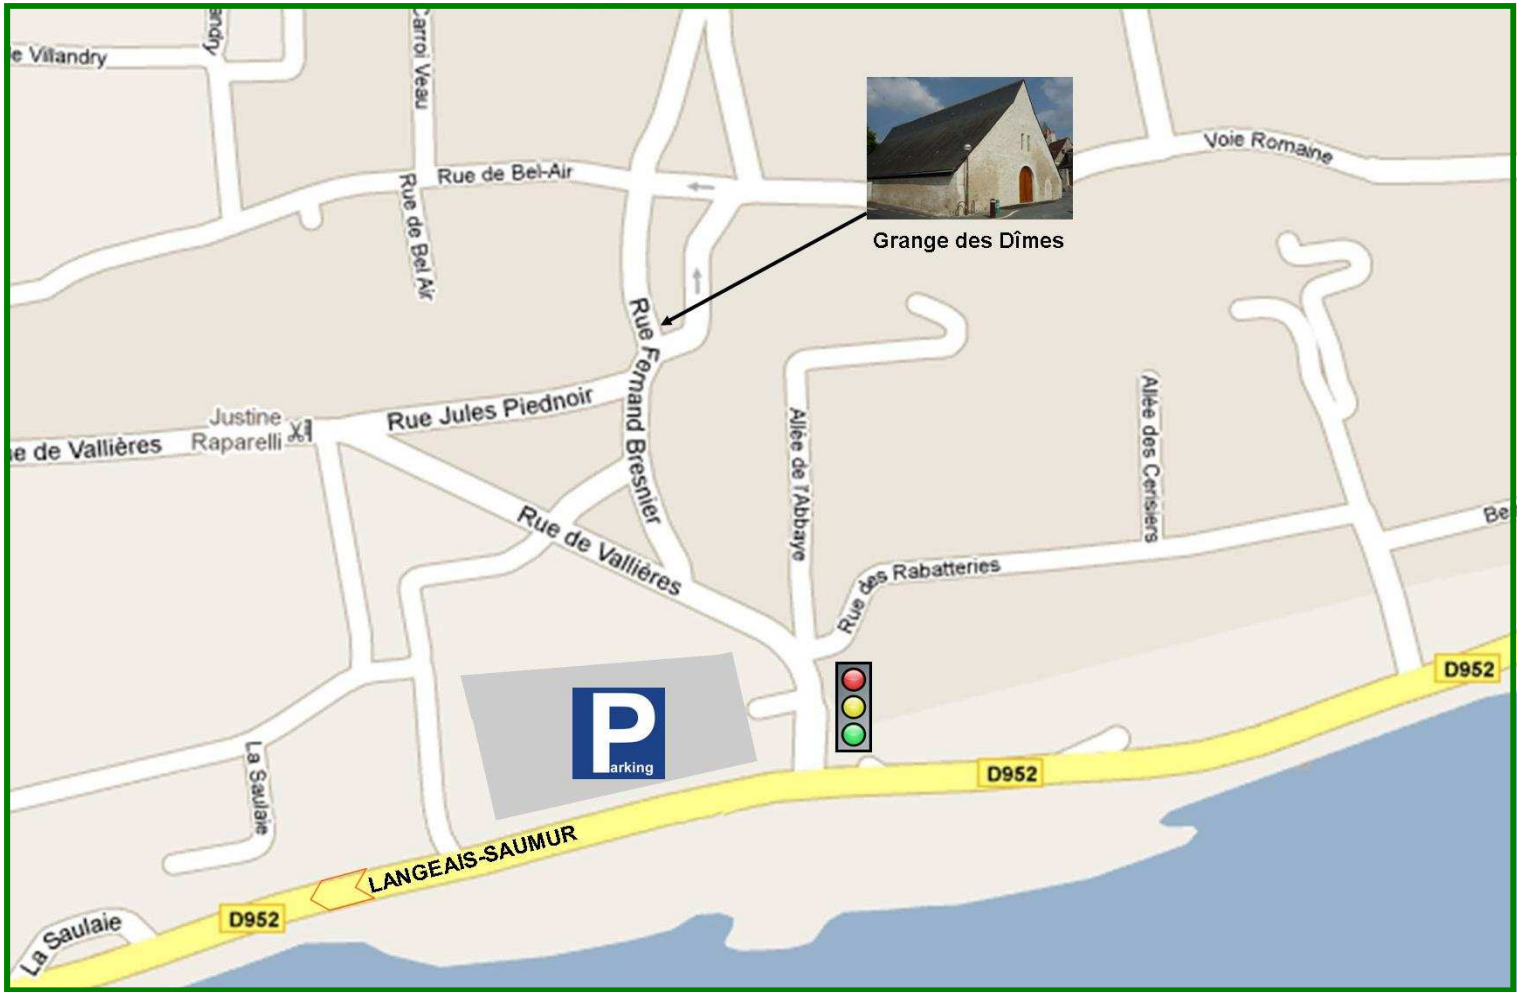 andry
e Villandry
Carroi Veau
Voie Romaine
Rue de Bel-Air
Rue de Bel Air
Grange des Dîmes
Rue Fernand Bresnier
Rue Jules Piednoir
Justine
Raparelli
e de Vallières
Allée de l'Abbaye
Allée des Cerisiers
Be
Rue de Vallières
Rue des Rabatteries
D952
Parking
D952
La Saulaie
LANGEAIS-SAUMUR
D952
La Saulaie